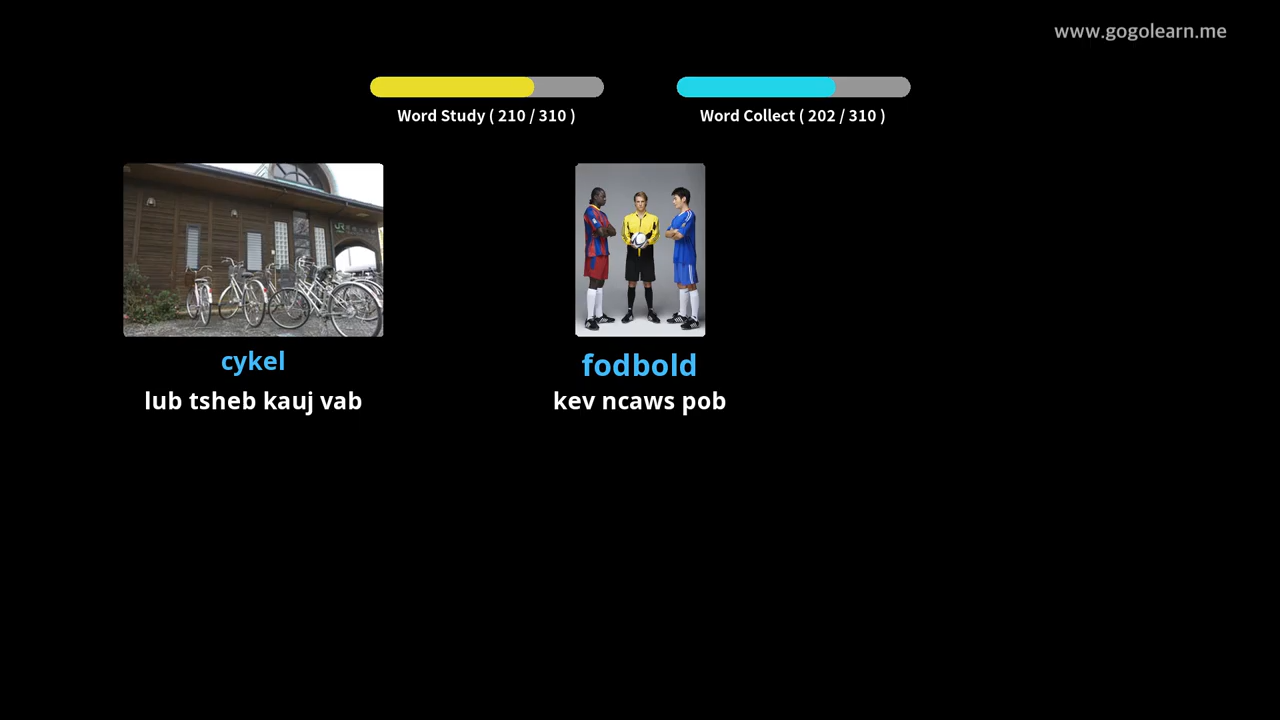 www.gogolearn.me
Word Study ( 210 / 310 )
Word Collect ( 202 / 310 )
JR
cykel
fodbold
lub tsheb kauj vab
kev ncaws pob